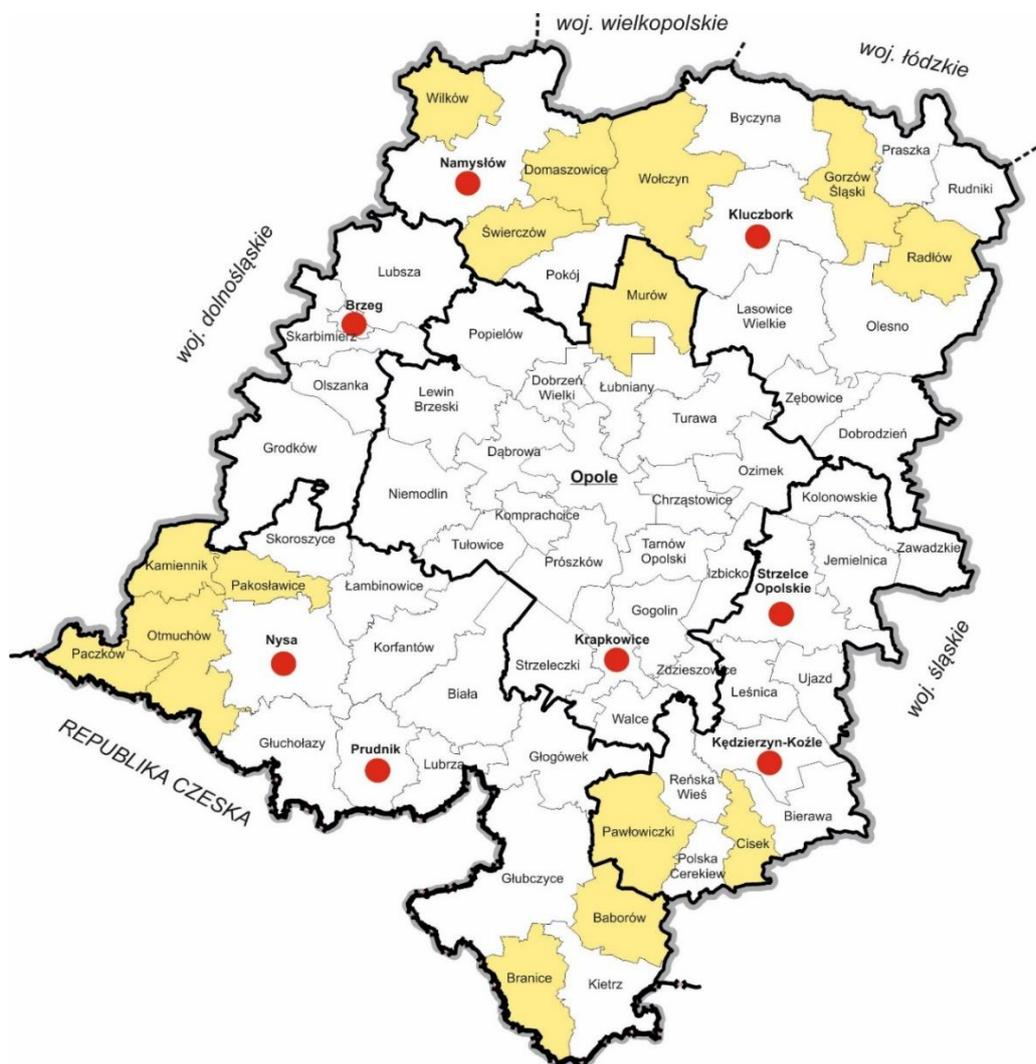 woj. wielkopolskie
woj. łódzkie
Wilków
Byczyna
Praszka
Namysłów
Domaszowice
Wołczyn
Gorzów
Śląski
Rudniki
Kluczbork
Świerczów
Radłów
Lubsza
Pokój
woj. dolnośląskie
Murów
Brzeg
Lasowice
Wielkie
Olesno
Skarbimierz
Popielów
Olszanka
Lewin
Brzeski
Dobrzeń
Wielki
Łubniany
Zębowice
Turawa
Dobrodzień
Grodków
Dąbrowa
Opole
Ozimek
Niemodlin
Chrząstowice
Kolonowskie
Komprachcice
Skoroszyce
Tułowice
Prószków
Tarnów
Opolski
Izbicko
Jemielnica
Zawadzkie
Kamiennik
Pakosławice
Łambinowice
Strzelce
Opolskie
Gogolin
Otmuchów
Nysa
Korfantów
Krapkowice
Paczków
Strzeleczki
Zdzieszowice
Ujazd
woj. śląskie
Leśnica
Biała
Walce
REPUBLIKA CZESKA
Głuchołazy
Prudnik
Lubrza
Głogówek
Kędzierzyn-Koźle
Reńska
Wieś
Bierawa
Pawłowiczki
Cisek
Polska
Cerekiew
Głubczyce
Baborów
Branice
Kietrz